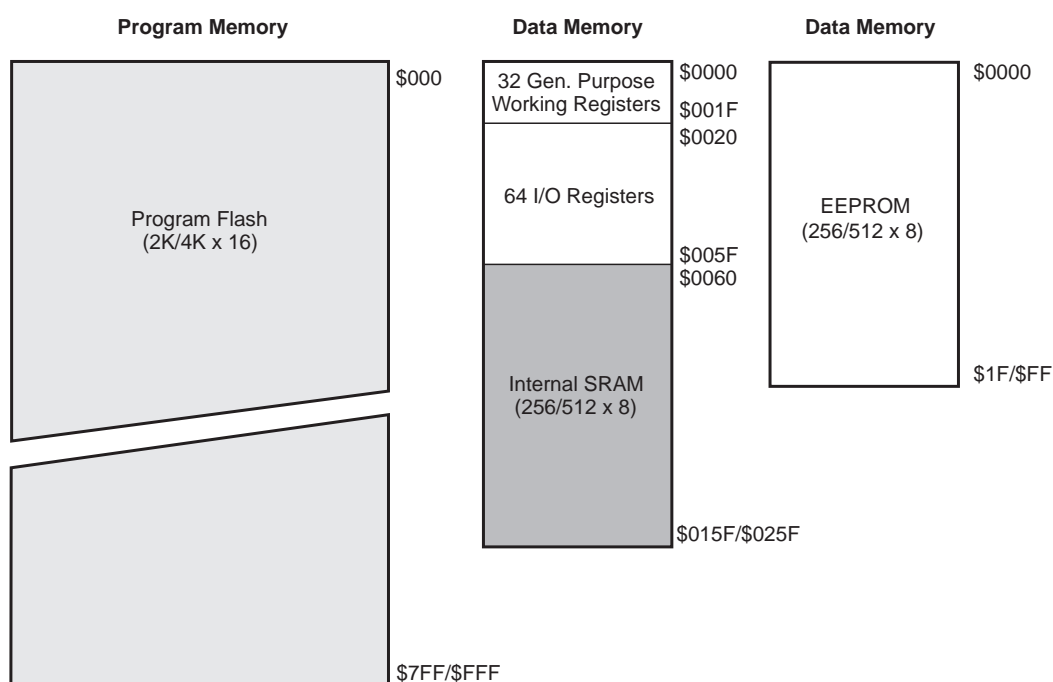 Program Memory
$000
Program Flash
(2K/4K x 16)
$7FF/$FFF
Data Memory
32 Gen. Purpose
Working Registers
$0000
$001F
$0020
64 I/O Registers
$005F
$0060
Internal SRAM
(256/512 x 8)
$015F/$025F
Data Memory
$0000
EEPROM
(256/512 x 8)
$1F/$FF